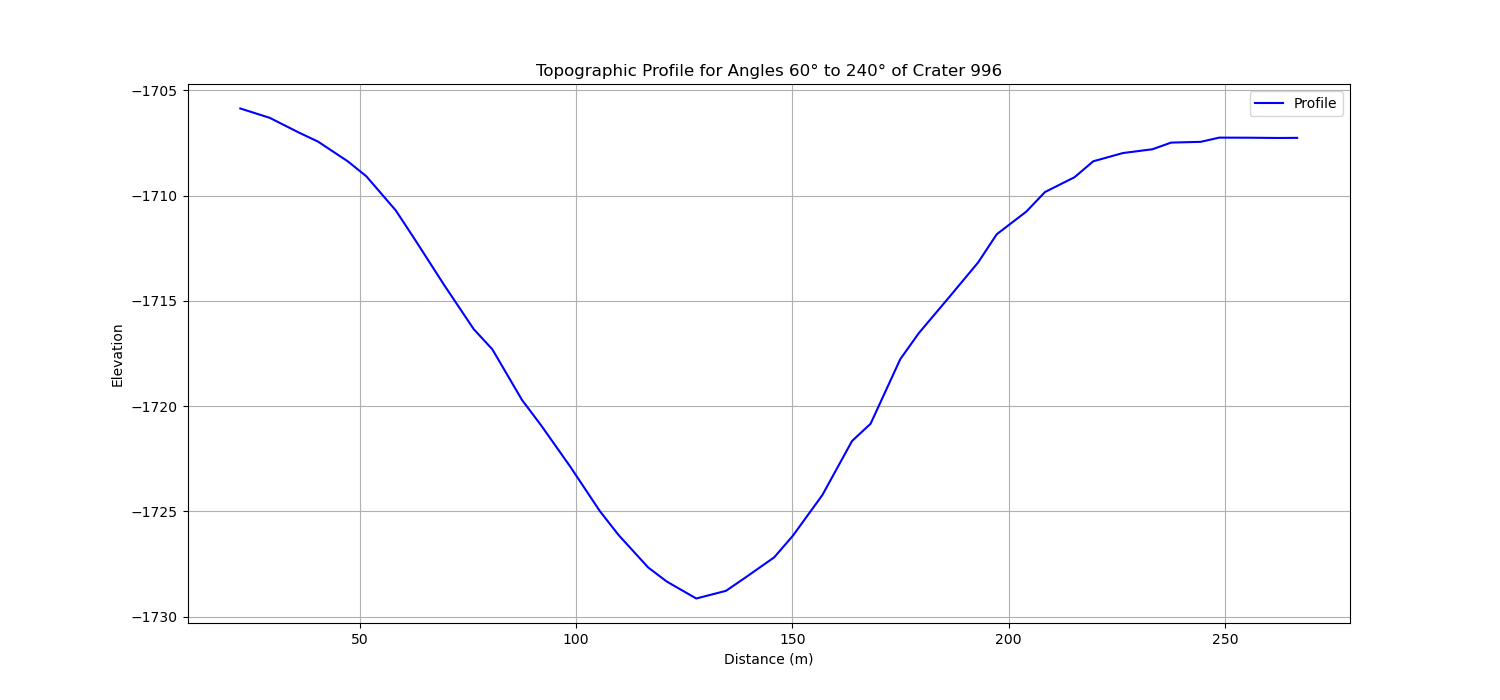 Topographic Profile for Angles 60° to 240° of Crater 996
Profile
Elevation
−1705
−1710
−1715
−1720
−1725
−1730
50 100 150 200 250
Distance (m)